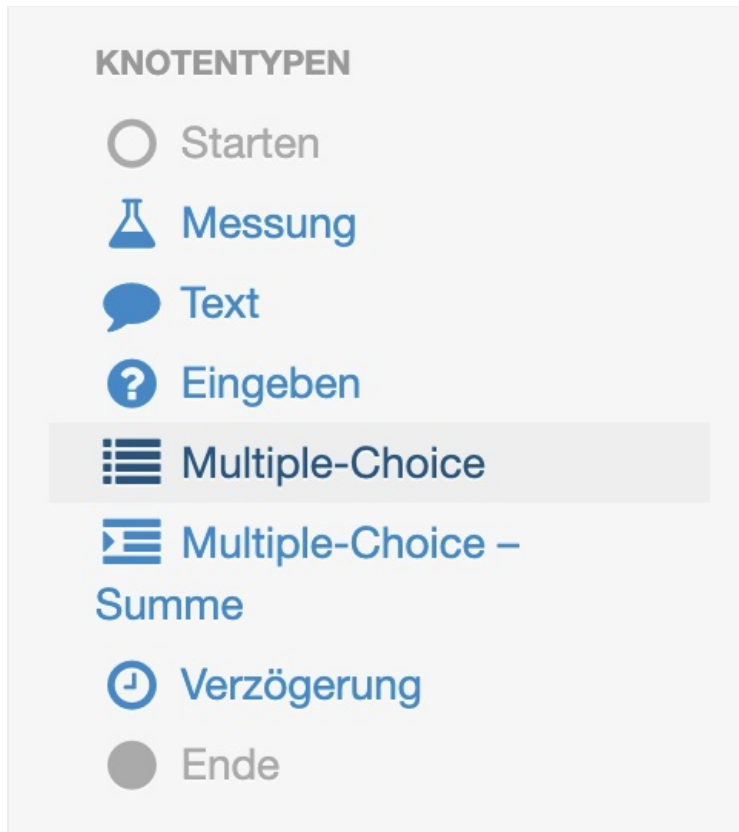 KNOTENTYPEN
Starten
Messung
Text
Eingeben
Multiple-Choice
Multiple-Choice –
Summe
Verzögerung
Ende